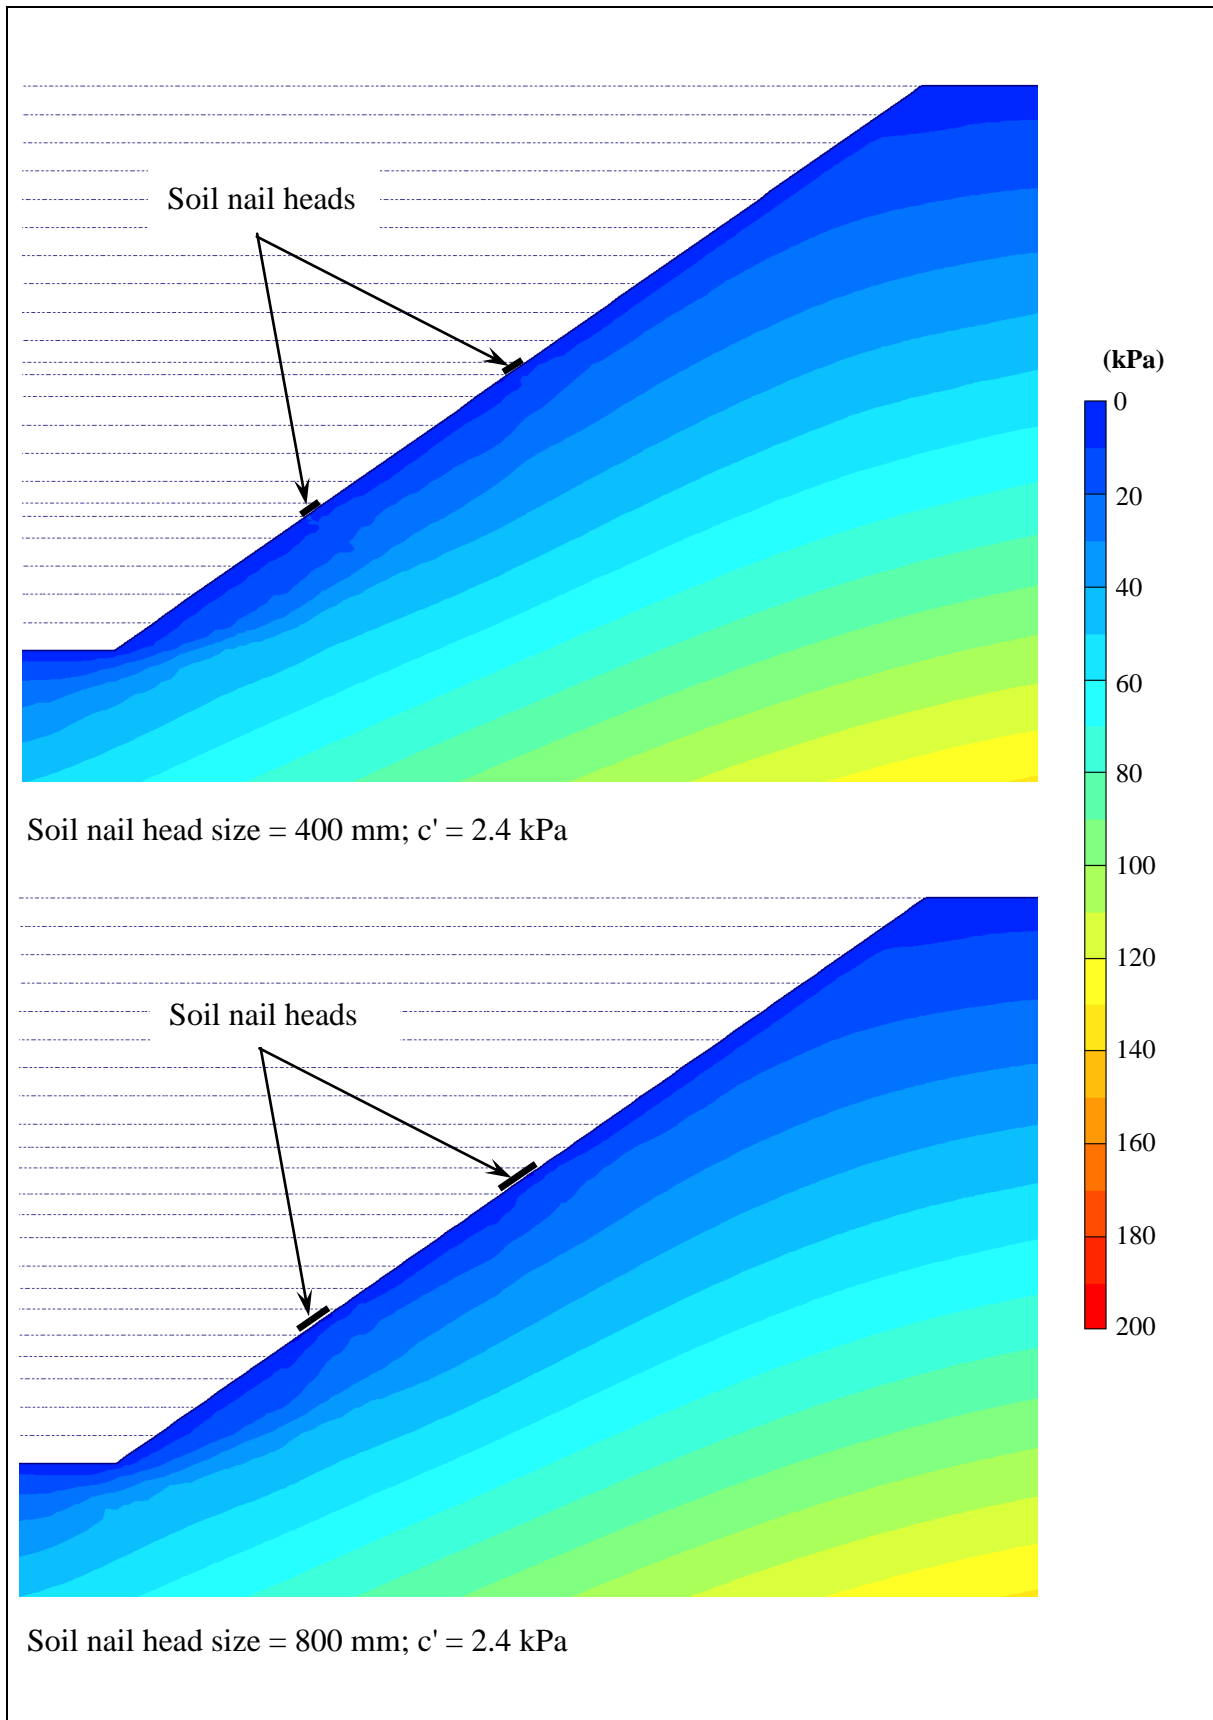 Soil nail heads
(kPa)
0
20
40
60
80
100
120
140
160
180
200
Soil nail head size = 400 mm; c' = 2.4 kPa
Soil nail heads
Soil nail head size = 800 mm; c' = 2.4 kPa